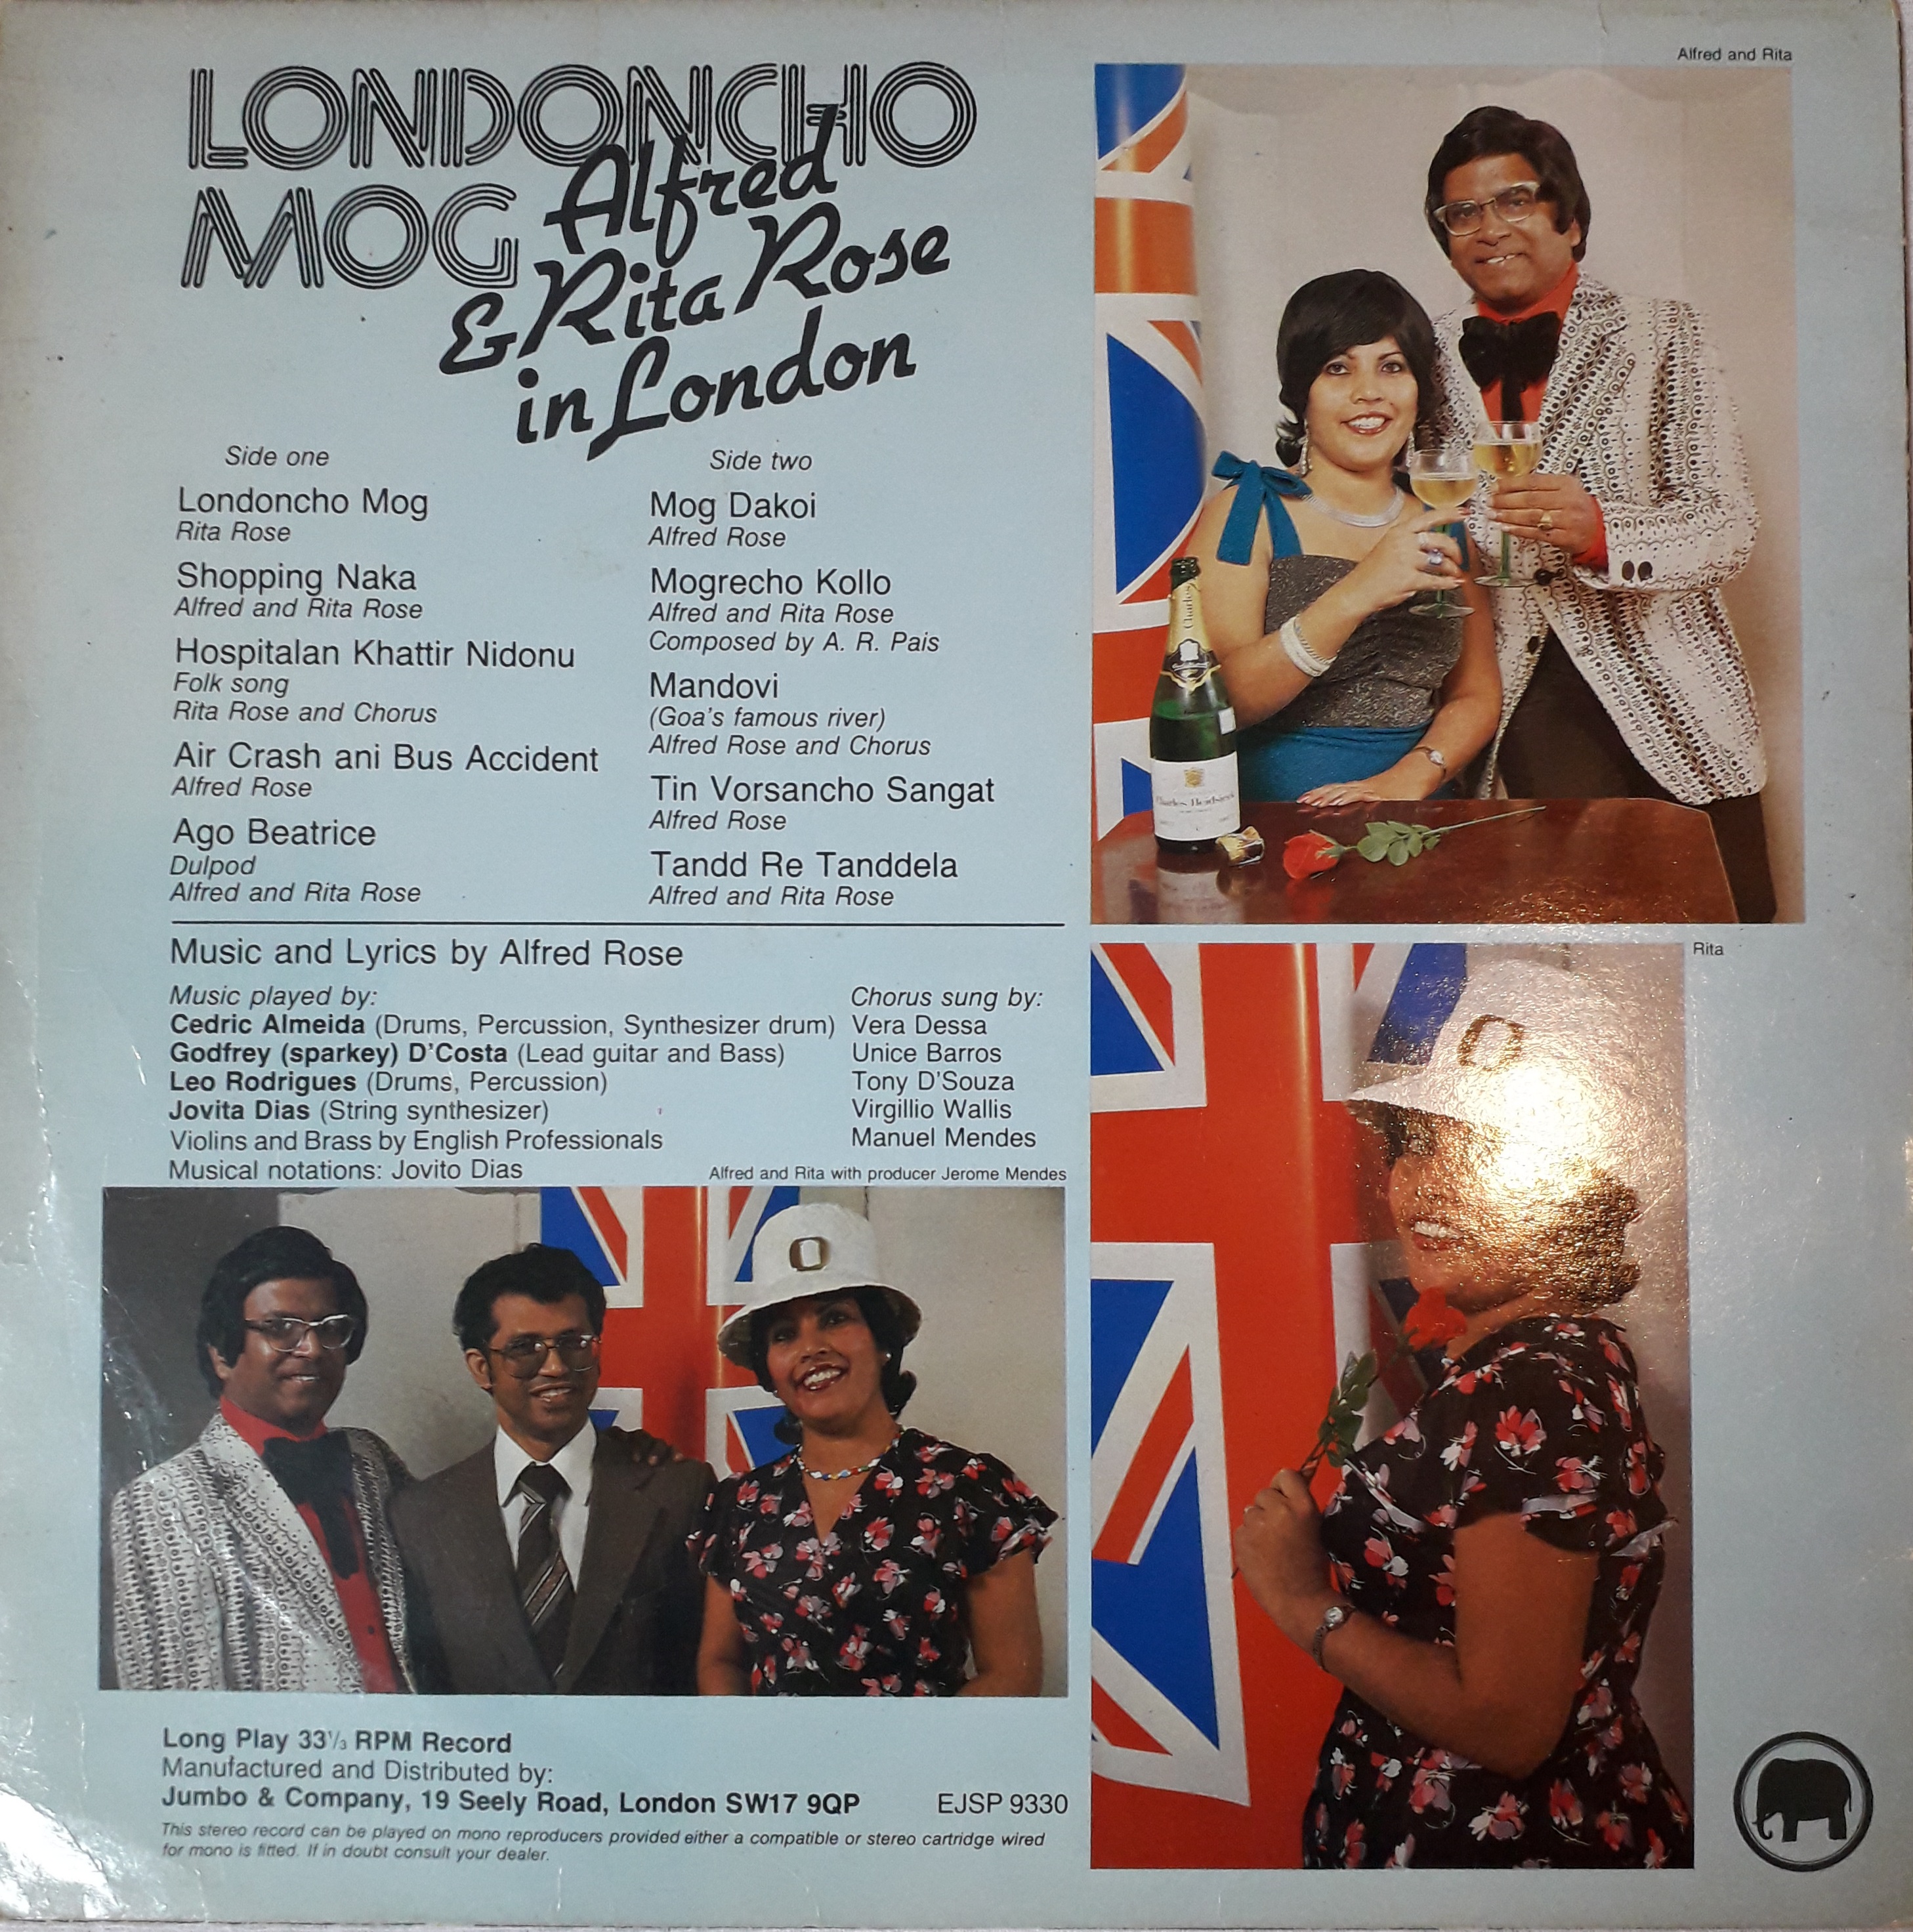 LONDONCHO
MOG
Alfred
& Rita Rose
in London
Alfred and Rita
Side one
Londoncho Mog
Rita Rose
Shopping Naka
Alfred and Rita Rose
Hospitalan Khattir Nidonu
Folk song
Rita Rose and Chorus
Air Crash ani Bus Accident
Alfred Rose
Ago Beatrice
Dulpod
Alfred and Rita Rose
Side two
Mog Dakoi
Alfred Rose
Mogrecho Kollo
Alfred and Rita Rose
Composed by A. R. Pais
Mandovi
(Goa's famous river)
Alfred Rose and Chorus
Tin Vorsancho Sangat
Alfred Rose
Tandd Re Tanddela
Alfred and Rita Rose
Charles
Charles Heidsieck
Music and Lyrics by Alfred Rose
Music played by:
Cedric Almeida (Drums, Percussion, Synthesizer drum)
Godfrey (sparkey) D'Costa (Lead guitar and Bass)
Leo Rodrigues (Drums, Percussion)
Jovita Dias (String synthesizer)
Violins and Brass by English Professionals
Musical notations: Jovito Dias
Chorus sung by:
Vera Dessa
Unice Barros
Tony D'Souza
Virgillio Wallis
Manuel Mendes
Alfred and Rita with producer Jerome Mendes
Rita
O
O
Long Play 33⅓ RPM Record
Manufactured and Distributed by:
Jumbo & Company, 19 Seely Road, London SW17 9QP
EJSP 9330
This stereo record can be played on mono reproducers provided either a compatible or stereo cartridge wired
for mono is fitted. If in doubt consult your dealer.